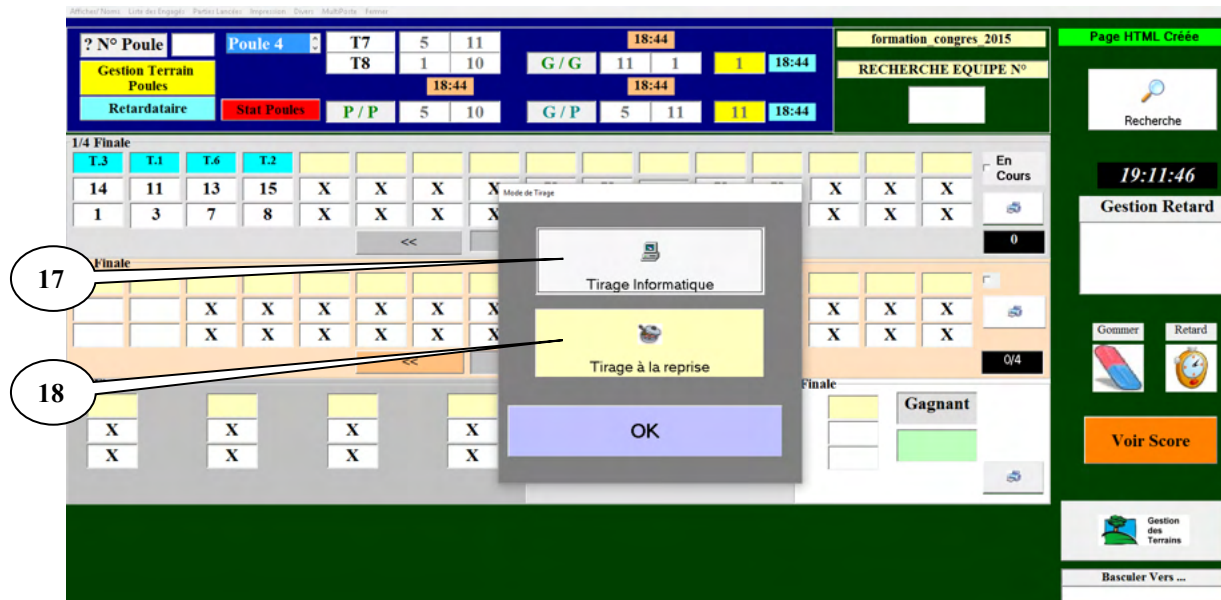 Afficher/ Noms Liste des Engagés Parties Lancées Impression Divers MultiPoste Fermer
? N° Poule Poule 4 T7 5 11 18:44 formation_congres_2015 Page HTML Créée
T8 1 10 G / G 11 1 1 18:44 RECHERCHE EQUIPE N°
Gestion Terrain
Poules
18:44 18:44
Retardataire Stat Poules P / P 5 10 G / P 5 11 11 18:44
Recherche
1/4 Finale
T.3 T.1 T.6 T.2 En
Cours
14 11 13 15 X X X X X X X
1 3 7 8 X X X X X X X
19:11:46
Gestion Retard
<< 0
Mode de Tirage
Tirage Informatique
17
Finale
X X X X X X X X X
X X X X X X X X X
<< 0/4
Tirage à la reprise
18
Gommer Retard
OK
Finale
Gagnant
X X X X
X X X X
Voir Score
Gestion
des
Terrains
Basculer Vers ...